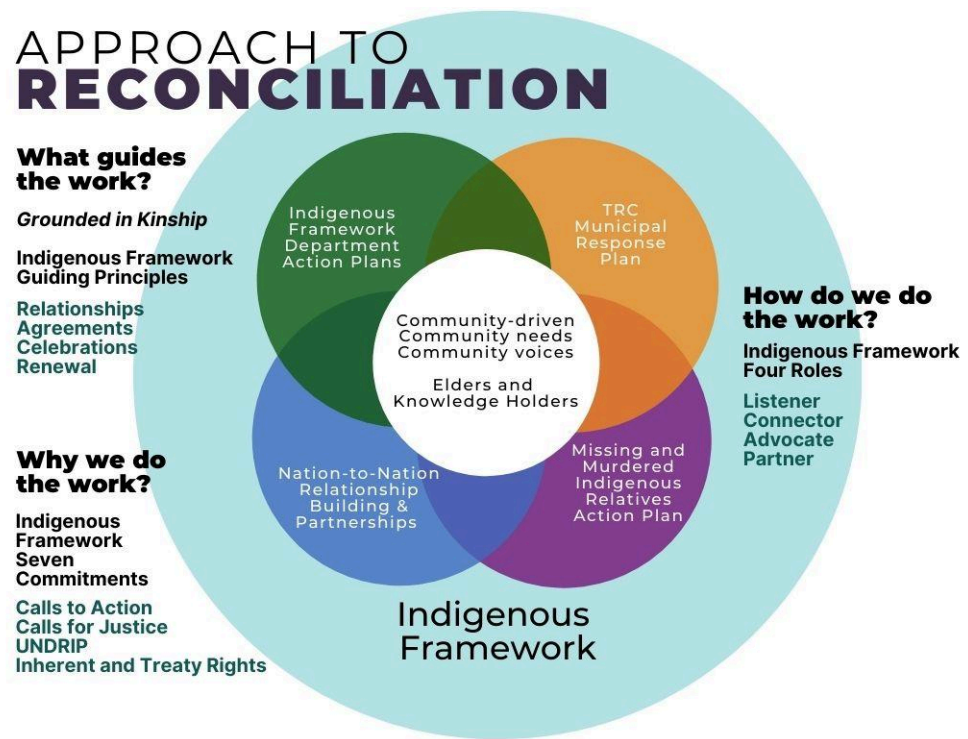 APPROACH TO
RECONCILIATION
What guides
the work?
Grounded in Kinship
Indigenous Framework
Guiding Principles
Relationships
Agreements
Celebrations
Renewal
Why we do
the work?
Indigenous
Framework
Seven
Commitments
Calls to Action
Calls for Justice
UNDRIP
Inherent and Treaty Rights
Indigenous
Framework
Department
Action Plans
TRC
Municipal
Response
Plan
Community-driven
Community needs
Community voices
Elders and
Knowledge Holders
Nation-to-Nation
Relationship
Building &
Partnerships
Missing and
Murdered
Indigenous
Relatives
Action Plan
Indigenous
Framework
How do we do
the work?
Indigenous Framework
Four Roles
Listener
Connector
Advocate
Partner